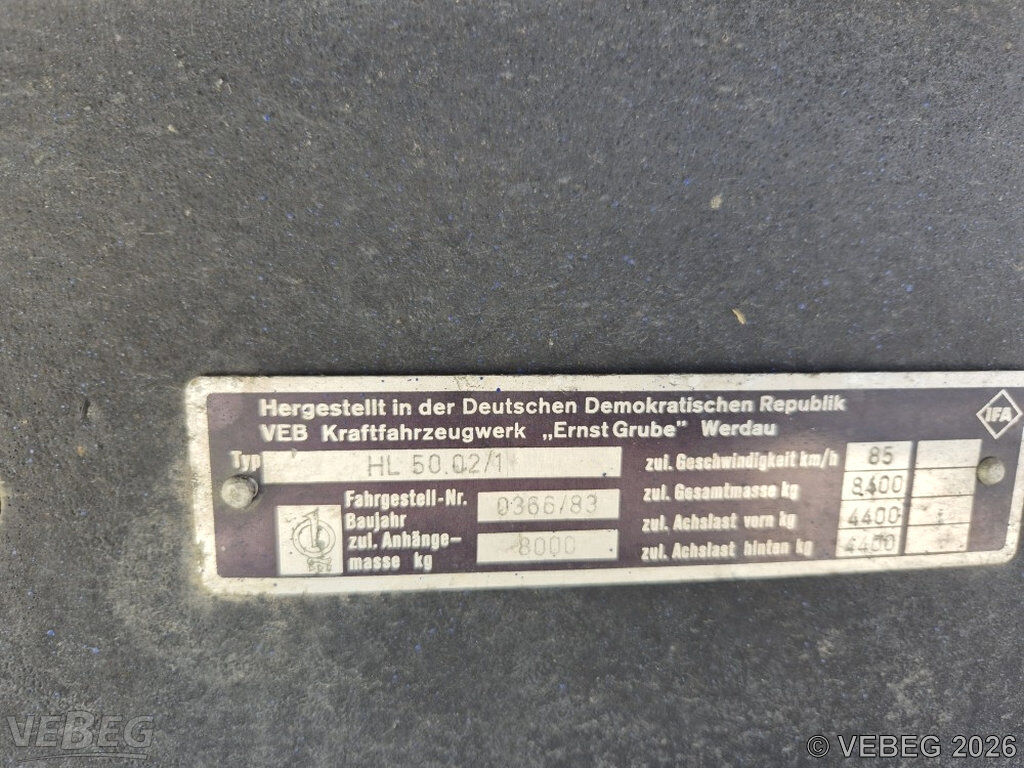 Hergestellt in der Deutschen Demokratischen Republik
VEB Kraftfahrzeugwerk „Ernst Grube" Werdau
IFA
Typ HL 50.02/1
Fahrgestell-Nr.
Baujahr
0366/83
zul. Anhänge-
masse kg
8000
zul. Geschwindigkeit km/h 85
zul. Gesamtmasse kg 8400
zul. Achslast vorn kg 4400
zul. Achslast hinten kg 4400
VEBEG
© VEBEG 2026